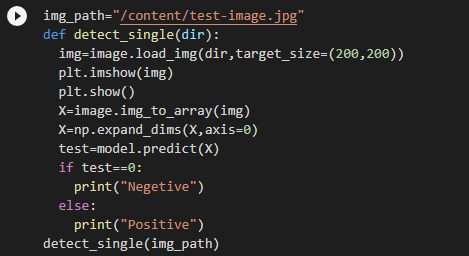 img_path="/content/test-image.jpg"
def detect_single(dir):
  img=image.load_img(dir,target_size=(200,200))
  plt.imshow(img)
  plt.show()
  X=image.img_to_array(img)
  X=np.expand_dims(X,axis=0)
  test=model.predict(X)
  if test==0:
    print("Negetive")
  else:
    print("Positive")
detect_single(img_path)